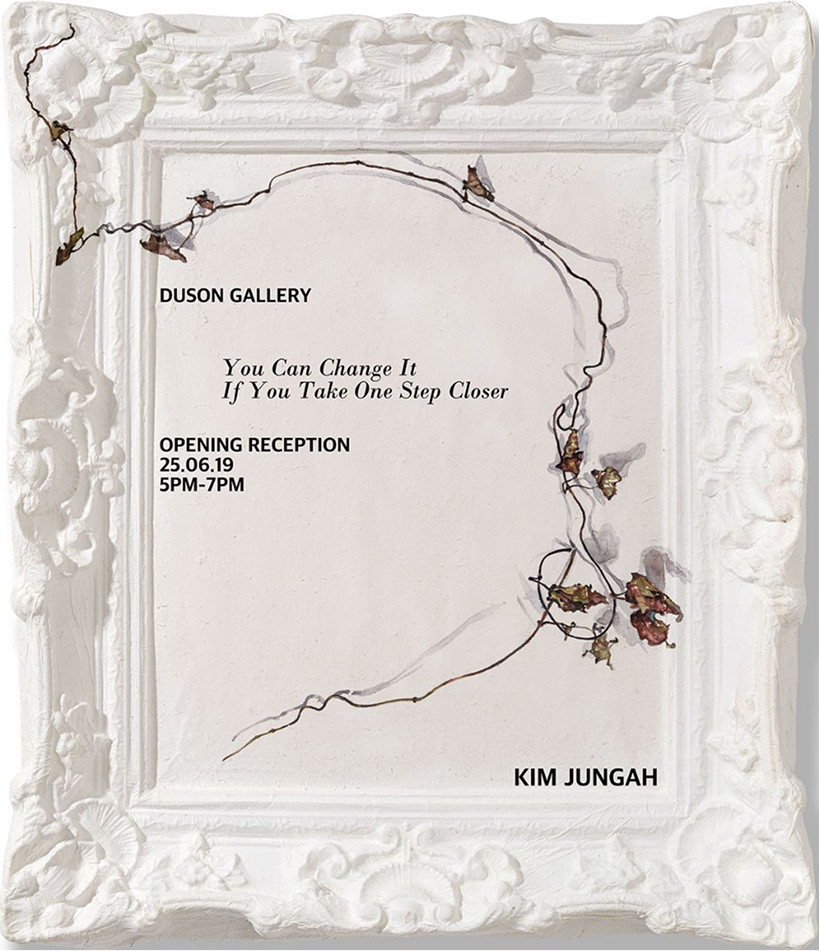 DUSON GALLERY
You Can Change It
If You Take One Step Closer
OPENING RECEPTION
25.06.19
5PM-7PM
KIM JUNGAH